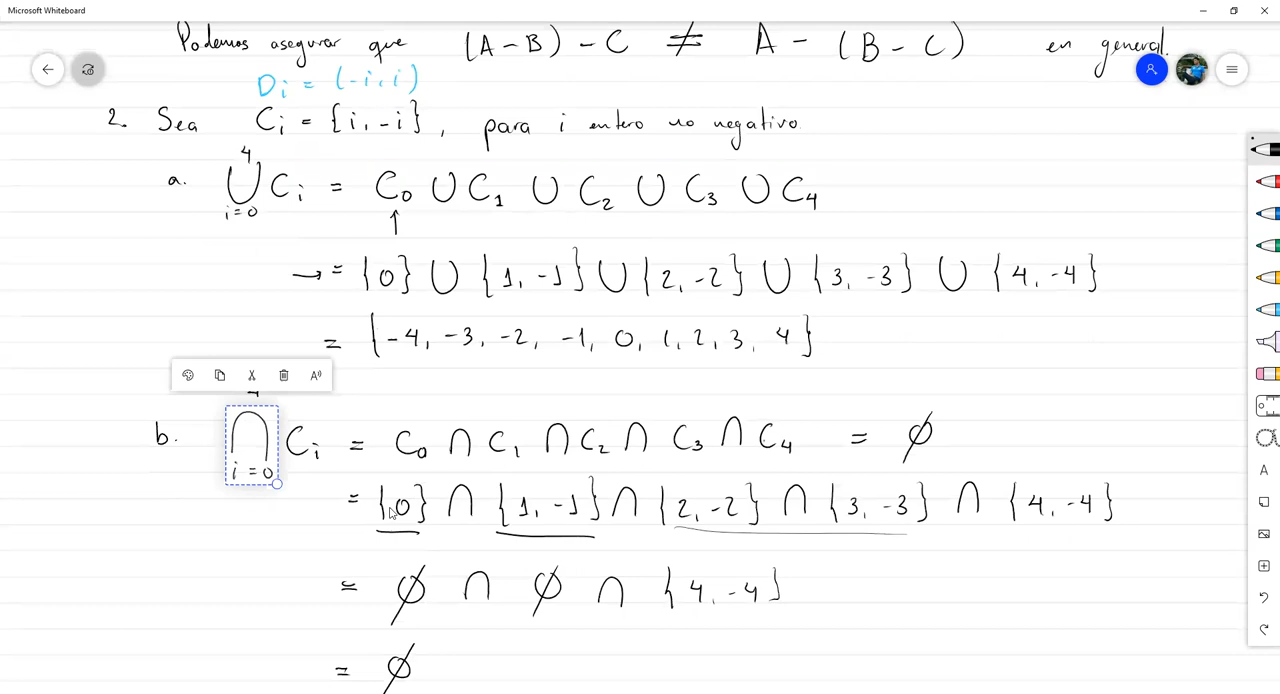 Microsoft Whiteboard
Podemos asegurar que (A - B) - C ≠ A - (B - C) en general.
Di = (-i, i)
2. Sea Ci = {i, -i}, para i entero no negativo.
4
a. ⋃ Ci = C0 ∪ C1 ∪ C2 ∪ C3 ∪ C4
i = 0
↑
→ = {0} ∪ {1, -1} ∪ {2, -2} ∪ {3, -3} ∪ {4, -4}
= {-4, -3, -2, -1, 0, 1, 2, 3, 4}
4
b. ⋂ Ci = C0 ∩ C1 ∩ C2 ∩ C3 ∩ C4 = ∅
i = 0
= {0} ∩ {1, -1} ∩ {2, -2} ∩ {3, -3} ∩ {4, -4}
= ∅ ∩ ∅ ∩ {4, -4}
= ∅